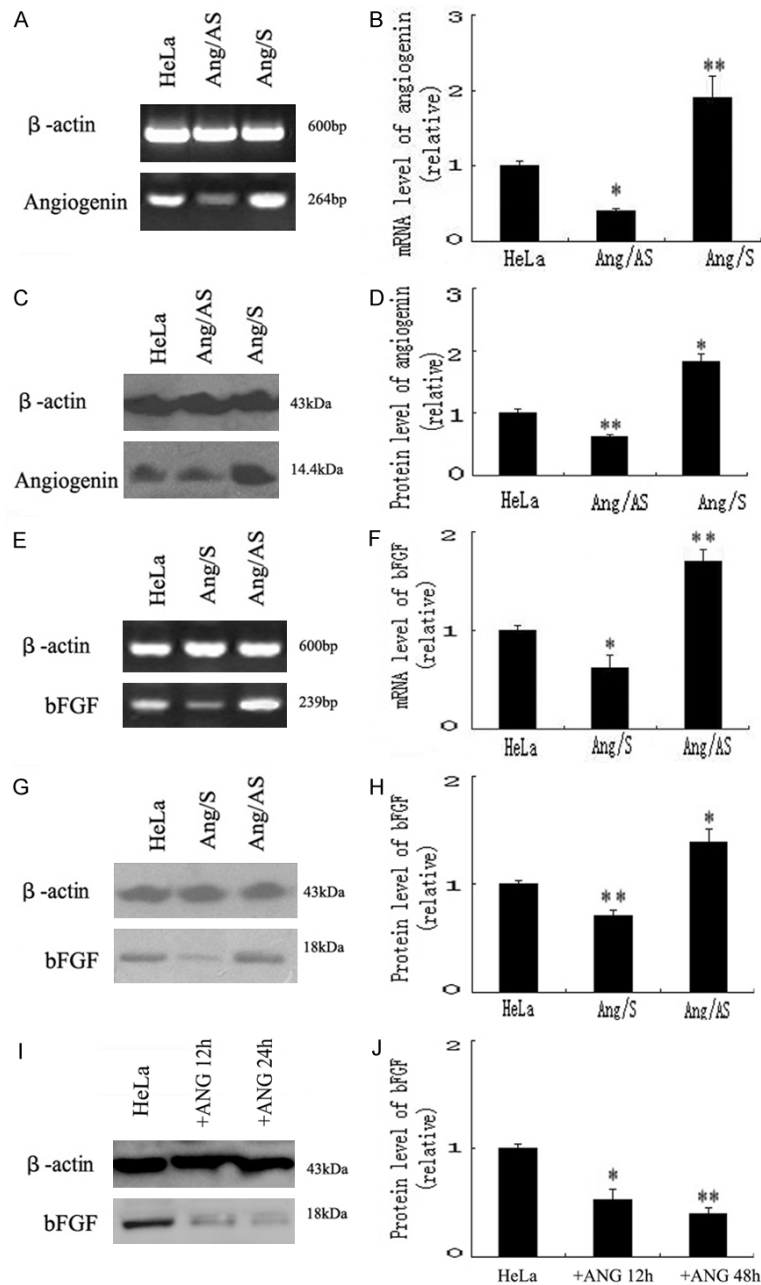 A
HeLa
Ang/AS
Ang/S
β-actin
600bp
Angiogenin
264bp
B
mRNA level of angiogenin
(relative)
3
2
1
0
*
**
HeLa
Ang/AS
Ang/S
C
HeLa
Ang/AS
Ang/S
β-actin
43kDa
Angiogenin
14.4kDa
D
Protein level of angiogenin
(relative)
3
2
1
0
**
*
HeLa
Ang/AS
Ang/S
E
HeLa
Ang/S
Ang/AS
β-actin
600bp
bFGF
239bp
F
mRNA level of bFGF
(relative)
2
1
0
*
**
HeLa
Ang/S
Ang/AS
G
HeLa
Ang/S
Ang/AS
β-actin
43kDa
bFGF
18kDa
H
Protein level of bFGF
(relative)
2
1
0
**
*
HeLa
Ang/S
Ang/AS
I
HeLa
+ANG 12h
+ANG 24h
β-actin
43kDa
bFGF
18kDa
J
Protein level of bFGF
(relative)
2
1
0
*
**
HeLa
+ANG 12h
+ANG 48h